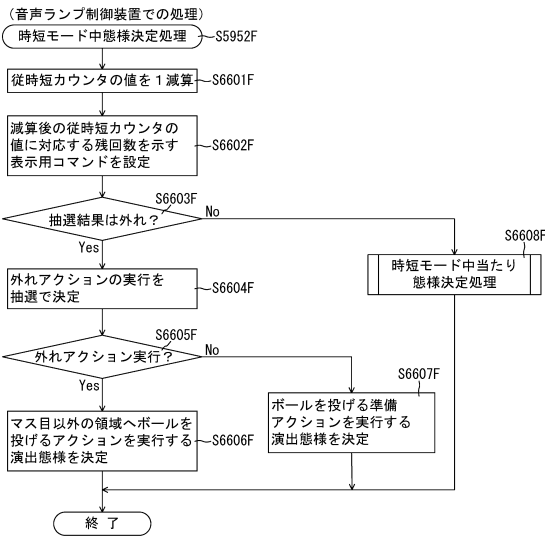 （音声ランプ制御装置での処理）
時短モード中態様決定処理
S5952F
従時短カウンタの値を１減算
S6601F
減算後の従時短カウンタの
値に対応する残回数を示す
表示用コマンドを設定
S6602F
S6603F
抽選結果は外れ？
No
Yes
S6608F
時短モード中当たり
態様決定処理
外れアクションの実行を
抽選で決定
S6604F
S6605F
外れアクション実行？
No
Yes
S6607F
ボールを投げる準備
アクションを実行する
演出態様を決定
マス目以外の領域へボールを
投げるアクションを実行する
演出態様を決定
S6606F
終 了